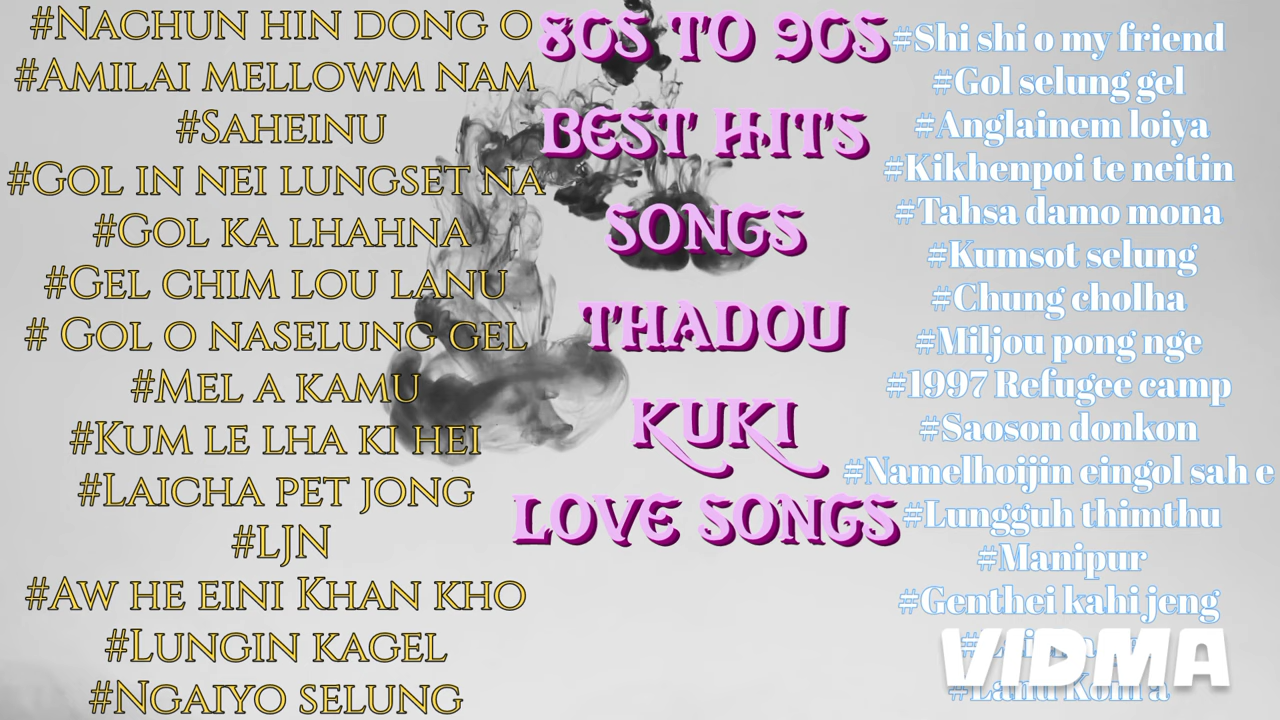 #Nachun hin dong o
#Amilai mellowm nam
#Saheinu
#Gol in nei lungset na
#Gol ka lhahna
#Gel chim lou lanu
# Gol o naselung gel
#Mel a kamu
#Kum le lha ki hei
#Laicha pet jong
#LJN
#Aw he eini Khan kho
#Lungin kagel
#Ngaiyo selung
80s to 90s
Best Hits
Songs
Thadou
Kuki
Love Songs
#Shi shi o my friend
#Gol selung gel
#Anglainem loiya
#Kikhenpoi te neitin
#Tahsa damo mona
#Kumsot selung
#Chung cholha
#Miljou pong nge
#1997 Refugee camp
#Saoson donkon
#Namelhoijin eingol sah e
#Lungguh thimthu
#Manipur
#Genthei kahi jeng
VIDMA